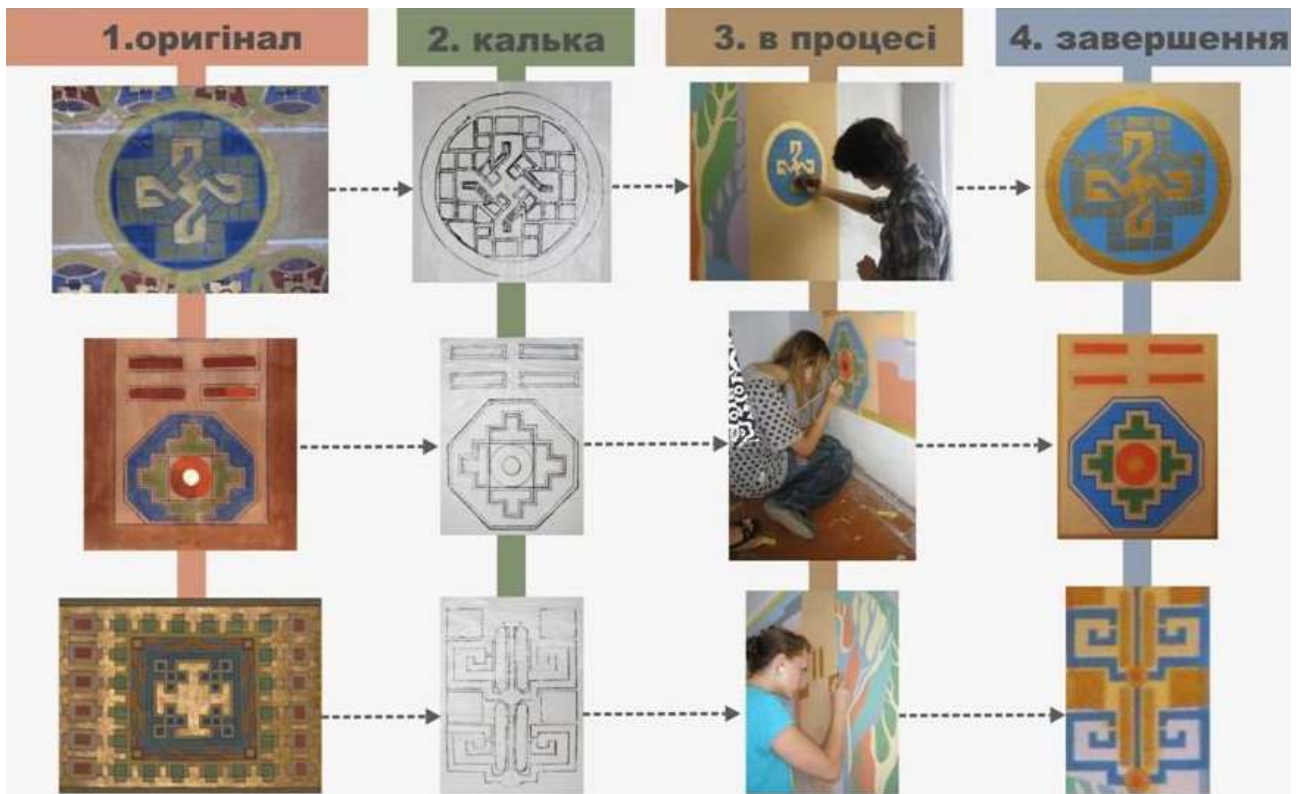 1.оригінал
2. калька
3. в процесі
4. завершення